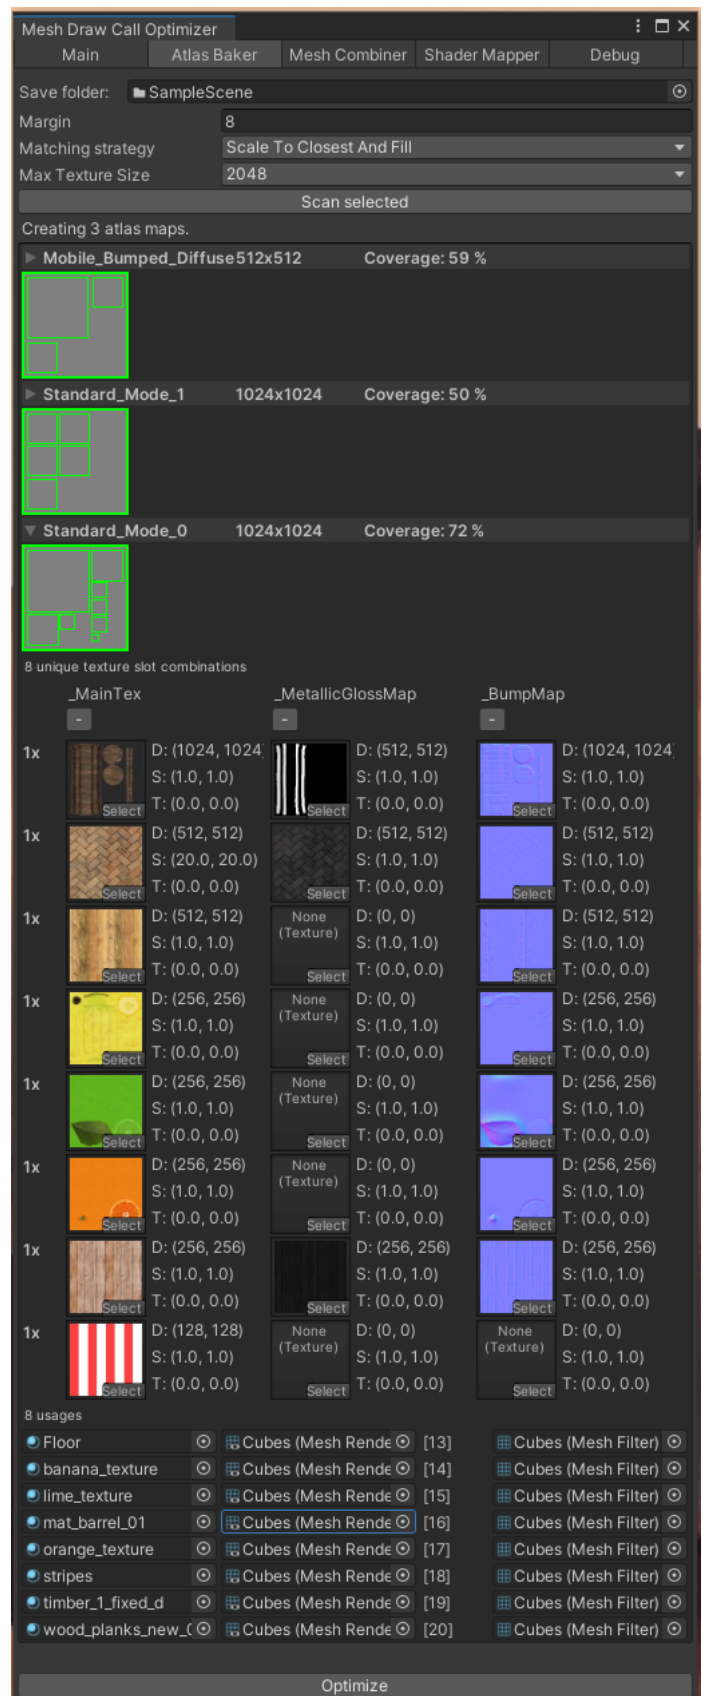 Mesh Draw Call Optimizer
Main Atlas Baker Mesh Combiner Shader Mapper Debug
Save folder: SampleScene
Margin 8
Matching strategy Scale To Closest And Fill
Max Texture Size 2048
Scan selected
Creating 3 atlas maps.
Mobile_Bumped_Diffuse 512x512 Coverage: 59 %
Standard_Mode_1 1024x1024 Coverage: 50 %
Standard_Mode_0 1024x1024 Coverage: 72 %
8 unique texture slot combinations
_MainTex _MetallicGlossMap _BumpMap
- - -
1x D: (1024, 1024) D: (512, 512) D: (1024, 1024)
S: (1.0, 1.0) S: (1.0, 1.0) S: (1.0, 1.0)
Select T: (0.0, 0.0) Select T: (0.0, 0.0) Select T: (0.0, 0.0)
1x D: (512, 512) D: (512, 512) D: (512, 512)
S: (20.0, 20.0) S: (1.0, 1.0) S: (1.0, 1.0)
Select T: (0.0, 0.0) Select T: (0.0, 0.0) Select T: (0.0, 0.0)
1x D: (512, 512) None (Texture) D: (0, 0) D: (512, 512)
S: (1.0, 1.0) S: (1.0, 1.0) S: (1.0, 1.0)
Select T: (0.0, 0.0) Select T: (0.0, 0.0) Select T: (0.0, 0.0)
1x D: (256, 256) None (Texture) D: (0, 0) D: (256, 256)
S: (1.0, 1.0) S: (1.0, 1.0) S: (1.0, 1.0)
Select T: (0.0, 0.0) Select T: (0.0, 0.0) Select T: (0.0, 0.0)
1x D: (256, 256) None (Texture) D: (0, 0) D: (256, 256)
S: (1.0, 1.0) S: (1.0, 1.0) S: (1.0, 1.0)
Select T: (0.0, 0.0) Select T: (0.0, 0.0) Select T: (0.0, 0.0)
1x D: (256, 256) None (Texture) D: (0, 0) D: (256, 256)
S: (1.0, 1.0) S: (1.0, 1.0) S: (1.0, 1.0)
Select T: (0.0, 0.0) Select T: (0.0, 0.0) Select T: (0.0, 0.0)
1x D: (256, 256) D: (256, 256) D: (256, 256)
S: (1.0, 1.0) S: (1.0, 1.0) S: (1.0, 1.0)
Select T: (0.0, 0.0) Select T: (0.0, 0.0) Select T: (0.0, 0.0)
1x D: (128, 128) None (Texture) D: (0, 0) None (Texture) D: (0, 0)
S: (1.0, 1.0) S: (1.0, 1.0) S: (1.0, 1.0)
Select T: (0.0, 0.0) Select T: (0.0, 0.0) Select T: (0.0, 0.0)
8 usages
Floor Cubes (Mesh Rende [13] Cubes (Mesh Filter)
banana_texture Cubes (Mesh Rende [14] Cubes (Mesh Filter)
lime_texture Cubes (Mesh Rende [15] Cubes (Mesh Filter)
mat_barrel_01 Cubes (Mesh Rende [16] Cubes (Mesh Filter)
orange_texture Cubes (Mesh Rende [17] Cubes (Mesh Filter)
stripes Cubes (Mesh Rende [18] Cubes (Mesh Filter)
timber_1_fixed_d Cubes (Mesh Rende [19] Cubes (Mesh Filter)
wood_planks_new_0 Cubes (Mesh Rende [20] Cubes (Mesh Filter)
Optimize